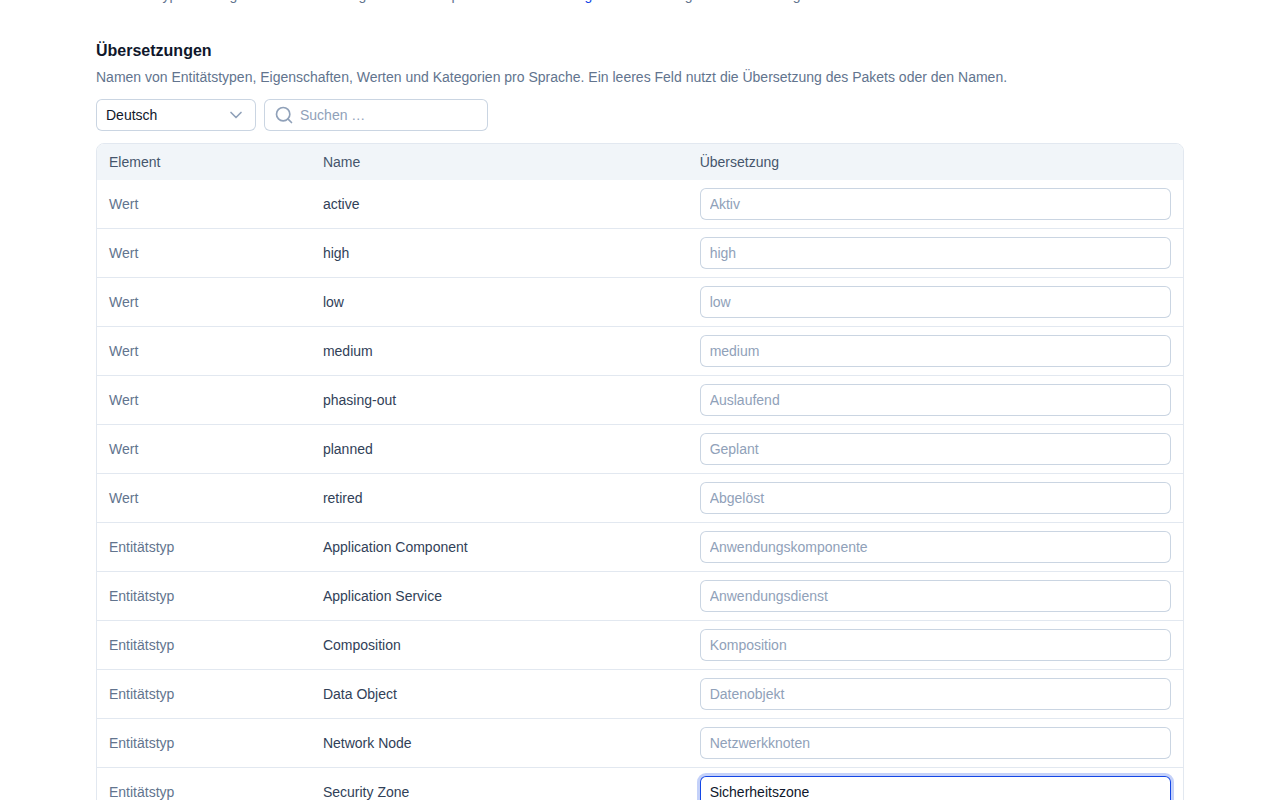 Übersetzungen
Namen von Entitätstypen, Eigenschaften, Werten und Kategorien pro Sprache. Ein leeres Feld nutzt die Übersetzung des Pakets oder den Namen.
Deutsch Suchen …
Element Name Übersetzung
Wert active Aktiv
Wert high high
Wert low low
Wert medium medium
Wert phasing-out Auslaufend
Wert planned Geplant
Wert retired Abgelöst
Entitätstyp Application Component Anwendungskomponente
Entitätstyp Application Service Anwendungsdienst
Entitätstyp Composition Komposition
Entitätstyp Data Object Datenobjekt
Entitätstyp Network Node Netzwerkknoten
Entitätstyp Security Zone Sicherheitszone